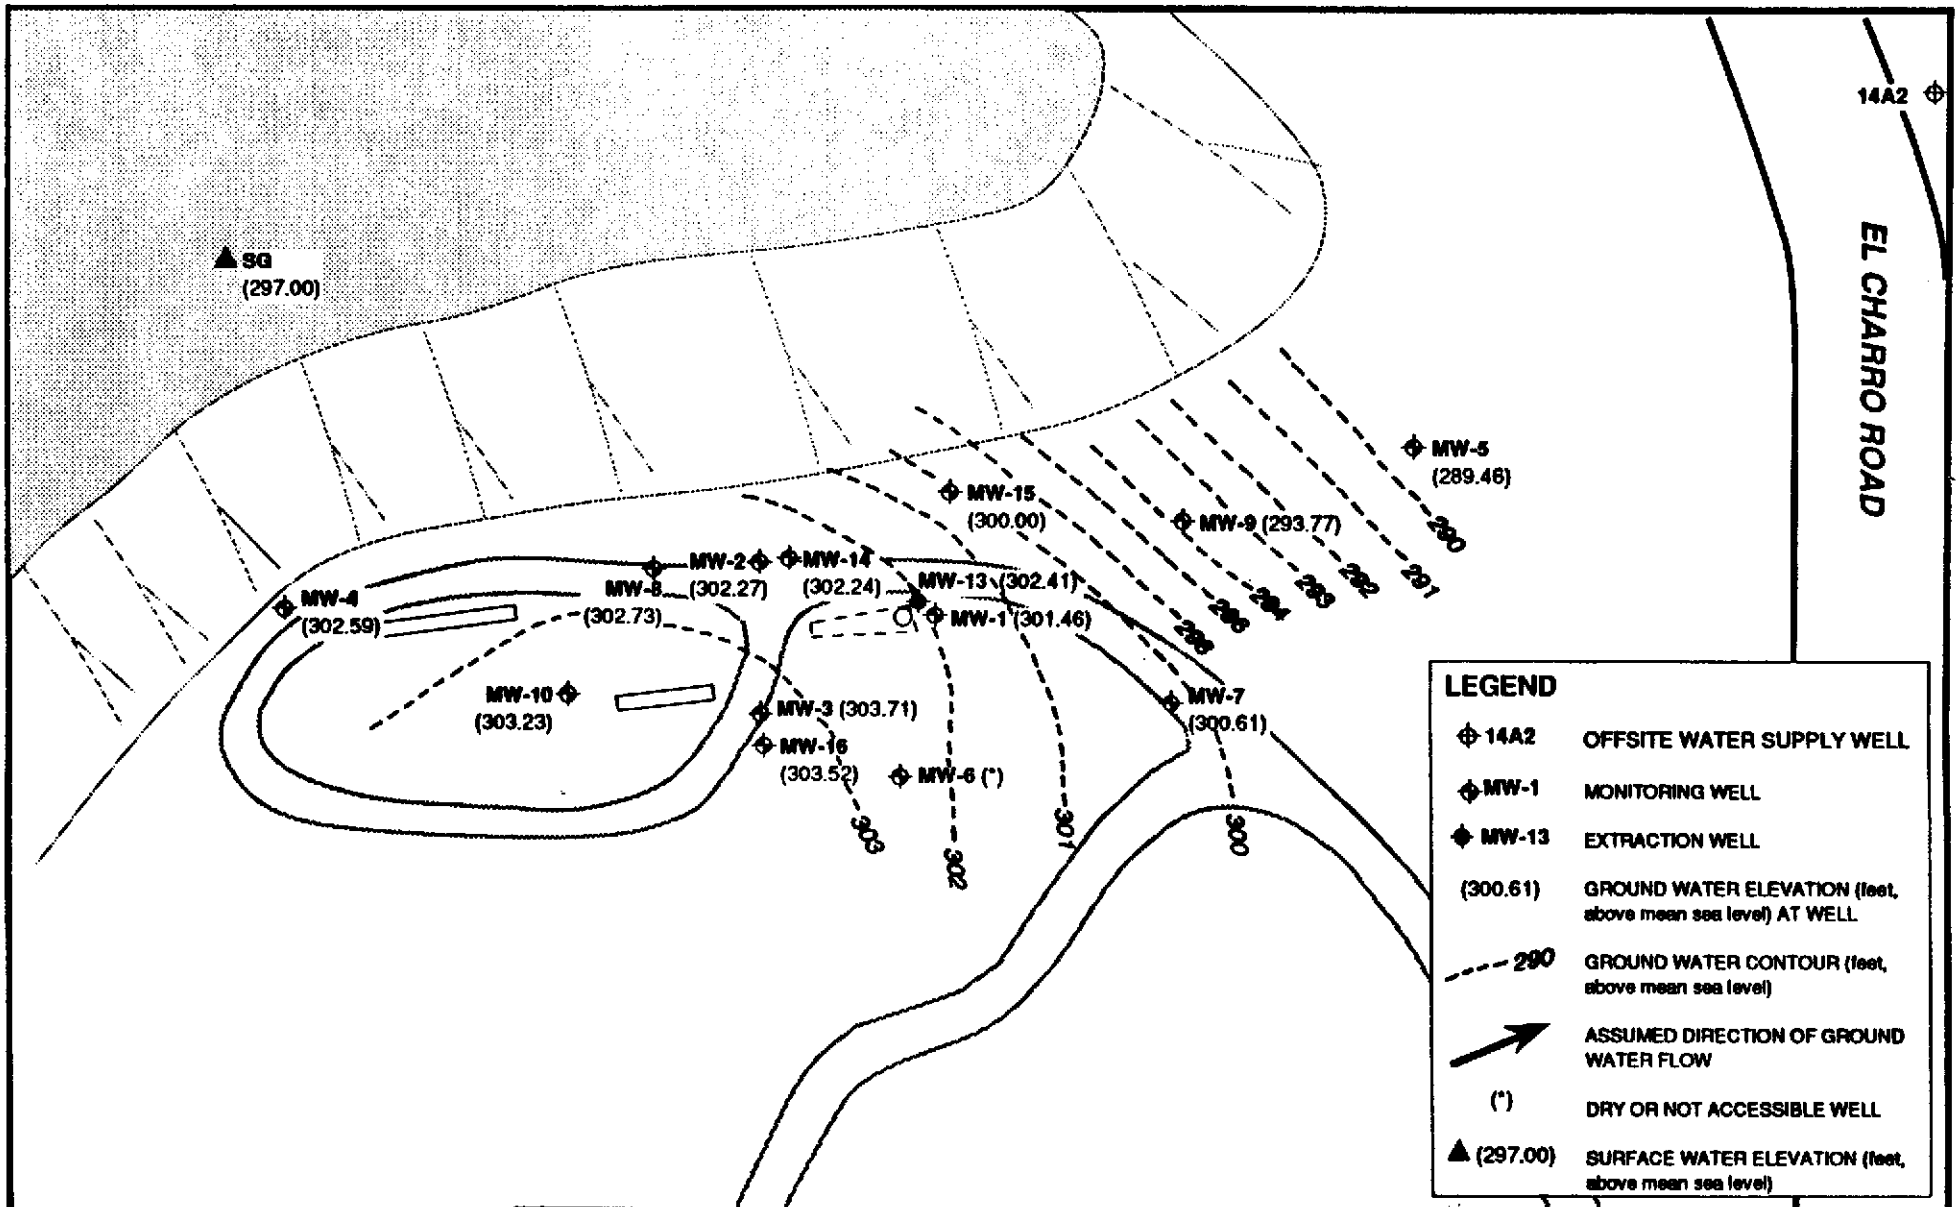 14A2
EL CHARRO ROAD
SG
(297.00)
MW-5
(289.46)
MW-15
(300.00)
MW-9 (293.77)
290
291
292
293
294
295
296
MW-2
(302.27)
MW-14
(302.24)
MW-8
(302.73)
MW-13 (302.41)
MW-1 (301.46)
MW-4
(302.59)
MW-10
(303.23)
MW-3 (303.71)
MW-16
(303.52)
MW-6 (*)
MW-7
(300.61)
303
302
301
300
LEGEND
14A2 OFFSITE WATER SUPPLY WELL
MW-1 MONITORING WELL
MW-13 EXTRACTION WELL
(300.61) GROUND WATER ELEVATION (feet,
above mean sea level) AT WELL
290 GROUND WATER CONTOUR (feet,
above mean sea level)
ASSUMED DIRECTION OF GROUND
WATER FLOW
(*) DRY OR NOT ACCESSIBLE WELL
(297.00) SURFACE WATER ELEVATION (feet,
above mean sea level)